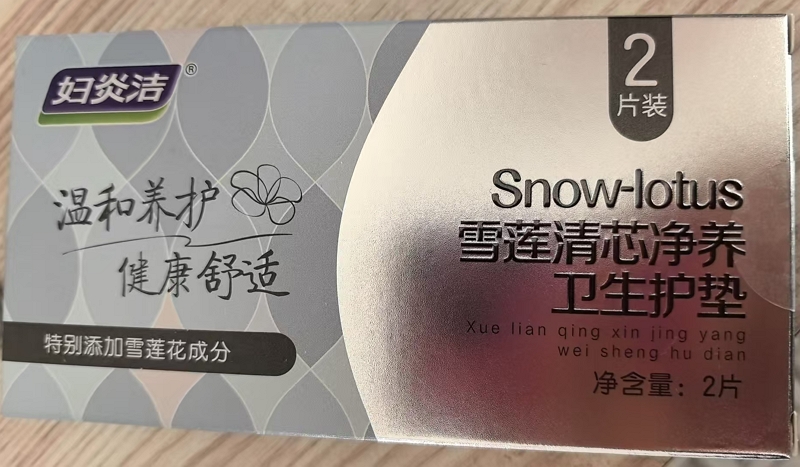 妇炎洁®
温和养护
健康舒适
特别添加雪莲花成分
2
片装
Snow-lotus
雪莲清芯净养
卫生护垫
Xue lian qing xin jing yang
wei sheng hu dian
净含量：2片